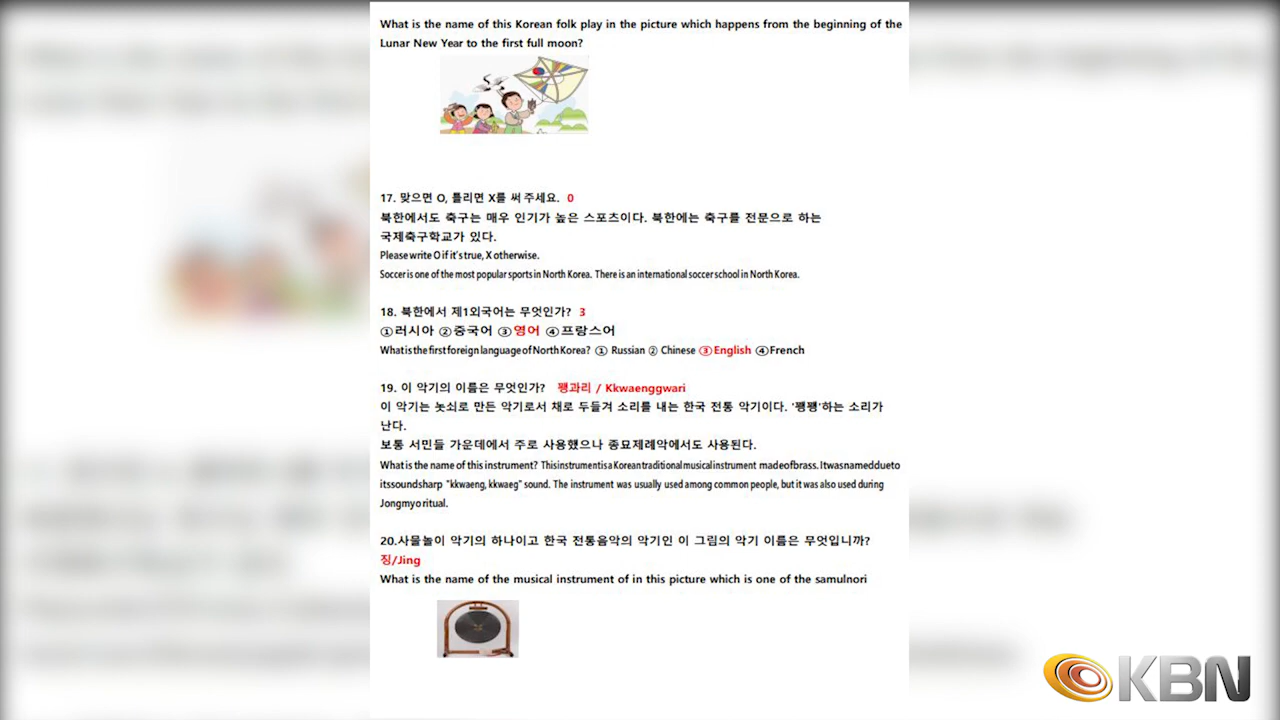 What is the name of this Korean folk play in the picture which happens from the beginning of the
Lunar New Year to the first full moon?
17. 맞으면 O, 틀리면 X를 써 주세요. 0
북한에서도 축구는 매우 인기가 높은 스포츠이다. 북한에는 축구를 전문으로 하는
국제축구학교가 있다.
Please write O if it's true, X otherwise.
Soccer is one of the most popular sports in North Korea. There is an international soccer school in North Korea.
18. 북한에서 제1외국어는 무엇인가? 3
①러시아 ②중국어 ③영어 ④프랑스어
What is the first foreign language of North Korea? ① Russian ② Chinese ③English ④French
19. 이 악기의 이름은 무엇인가? 꽹과리 / Kkwaenggwari
이 악기는 놋쇠로 만든 악기로서 채로 두들겨 소리를 내는 한국 전통 악기이다. '꽹꽹'하는 소리가
난다.
보통 서민들 가운데에서 주로 사용했으나 종묘제례악에서도 사용된다.
What is the name of this instrument? This instrument is a Korean traditional musical instrument made of brass. It was named due to
its sound sharp "kkwaeng, kkwaeg" sound. The instrument was usually used among common people, but it was also used during
Jongmyo ritual.
20.사물놀이 악기의 하나이고 한국 전통음악의 악기인 이 그림의 악기 이름은 무엇입니까?
징/Jing
What is the name of the musical instrument of in this picture which is one of the samulnori
KBN